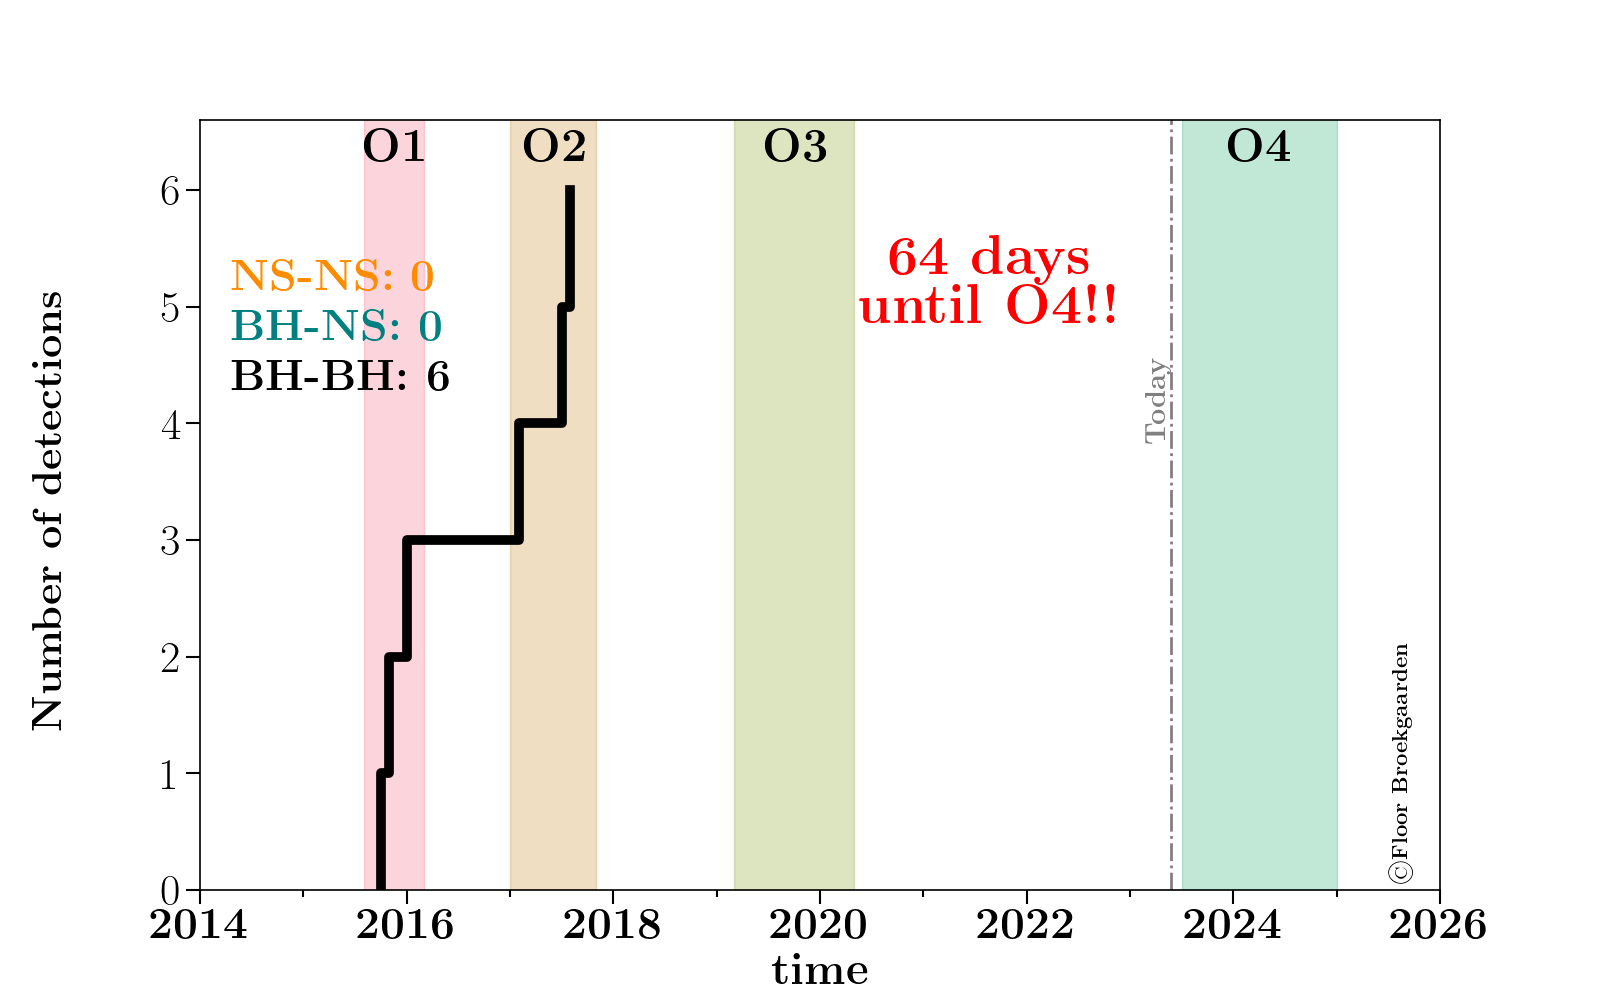 O1
O2
O3
O4
64 days
until O4!!
NS-NS: 0
BH-NS: 0
BH-BH: 6
Today
©Floor Broekgaarden
Number of detections
6
5
4
3
2
1
0
2014
2016
2018
2020
2022
2024
2026
time